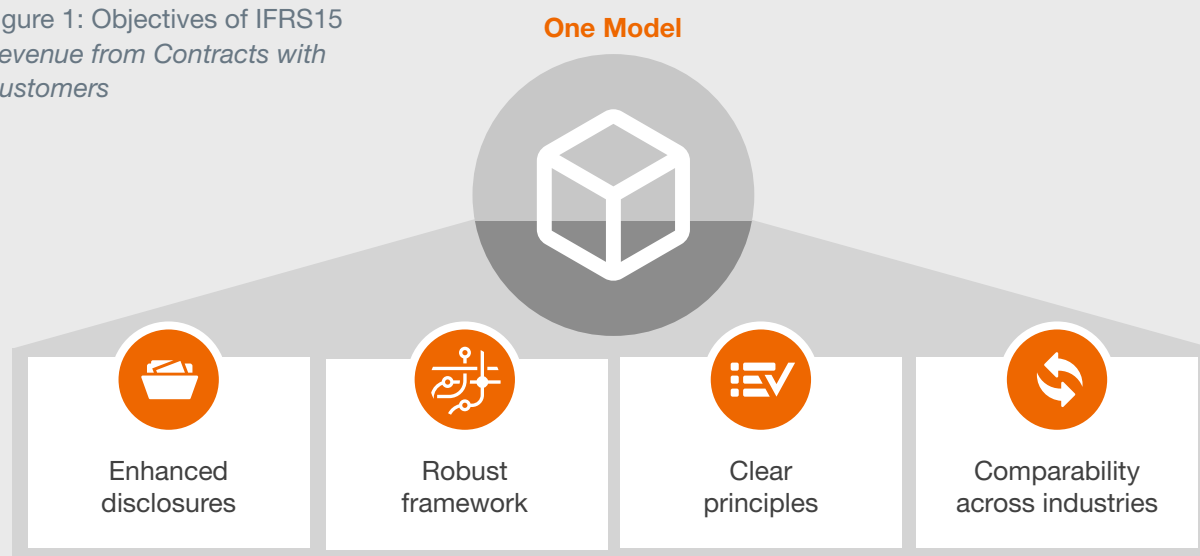 gure 1: Objectives of IFRS15
evenue from Contracts with
ustomers
One Model
Enhanced
disclosures
Robust
framework
Clear
principles
Comparability
across industries